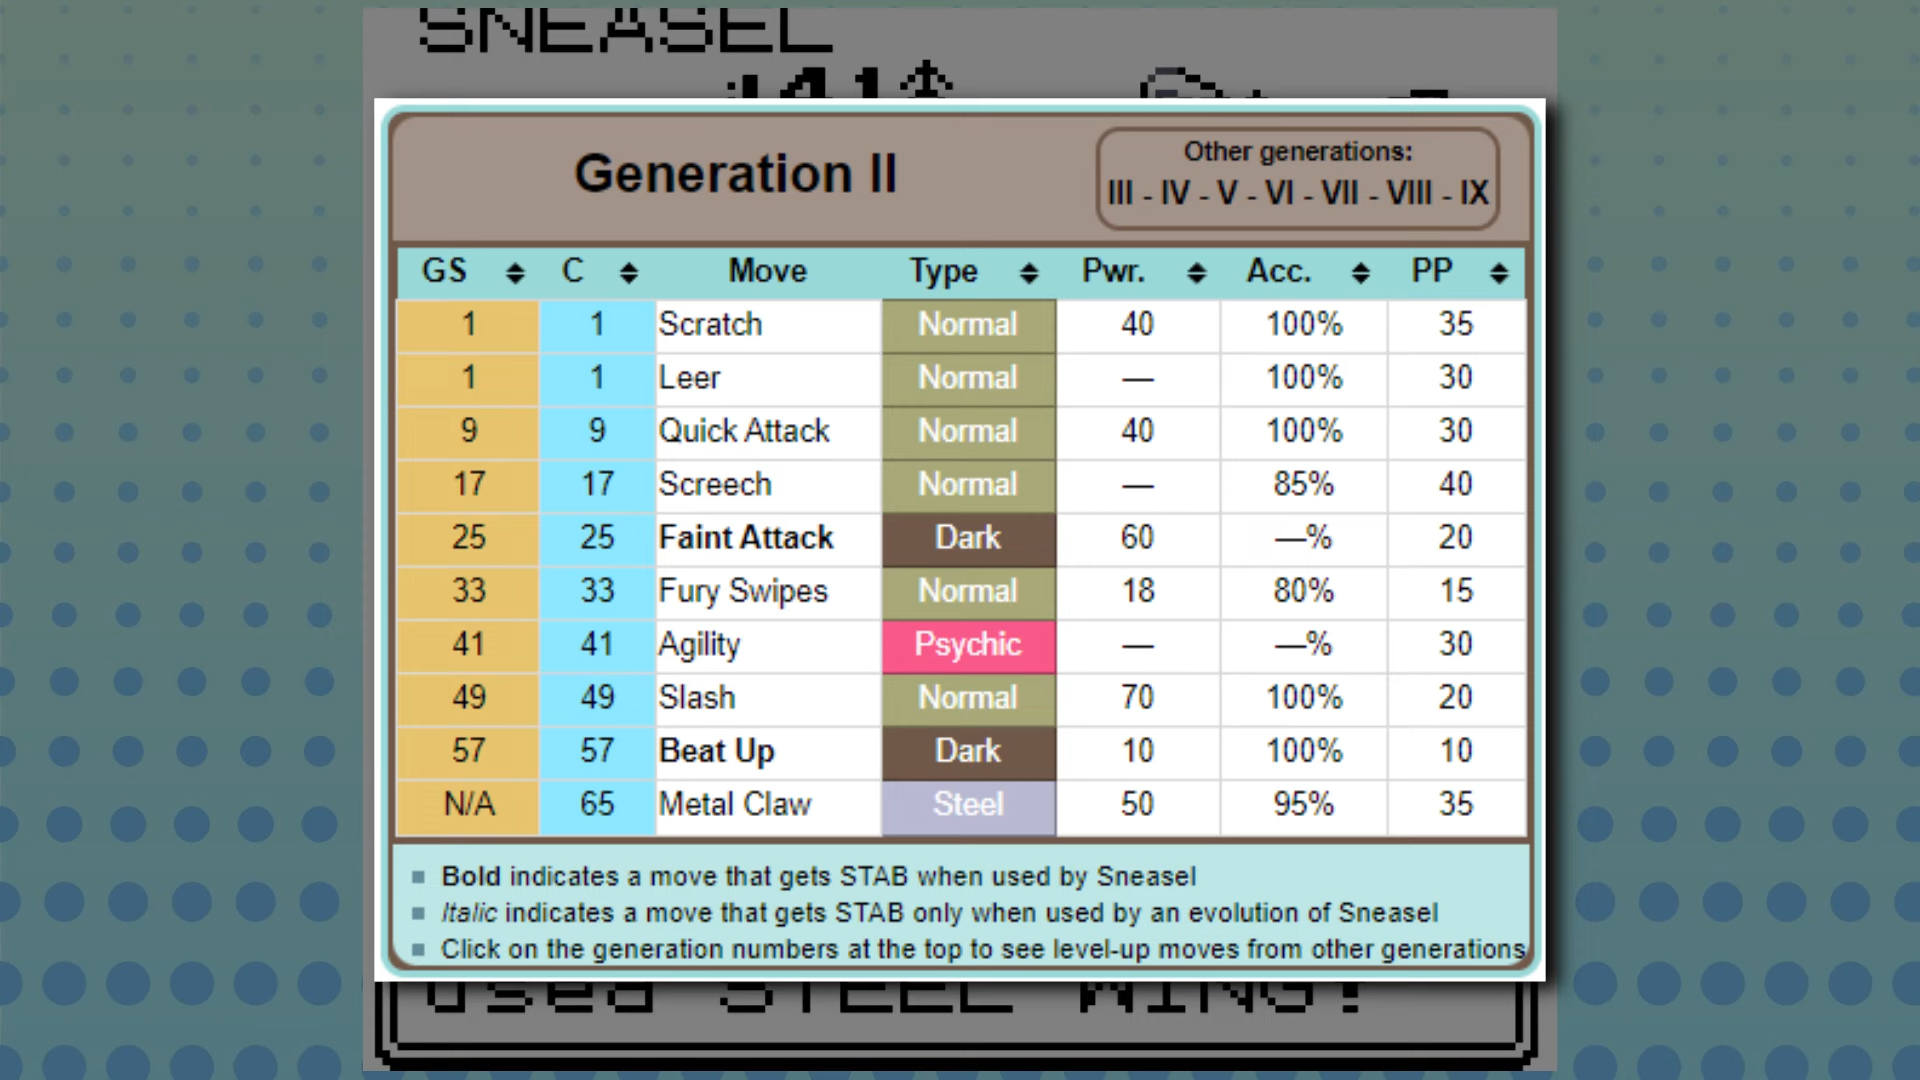 SNEASEL
Generation II
Other generations:
III - IV - V - VI - VII - VIII - IX
GS C Move Type Pwr. Acc. PP
1 1 Scratch Normal 40 100% 35
1 1 Leer Normal — 100% 30
9 9 Quick Attack Normal 40 100% 30
17 17 Screech Normal — 85% 40
25 25 Faint Attack Dark 60 —% 20
33 33 Fury Swipes Normal 18 80% 15
41 41 Agility Psychic — —% 30
49 49 Slash Normal 70 100% 20
57 57 Beat Up Dark 10 100% 10
N/A 65 Metal Claw Steel 50 95% 35
Bold indicates a move that gets STAB when used by Sneasel
Italic indicates a move that gets STAB only when used by an evolution of Sneasel
Click on the generation numbers at the top to see level-up moves from other generations
used STEEL WING!